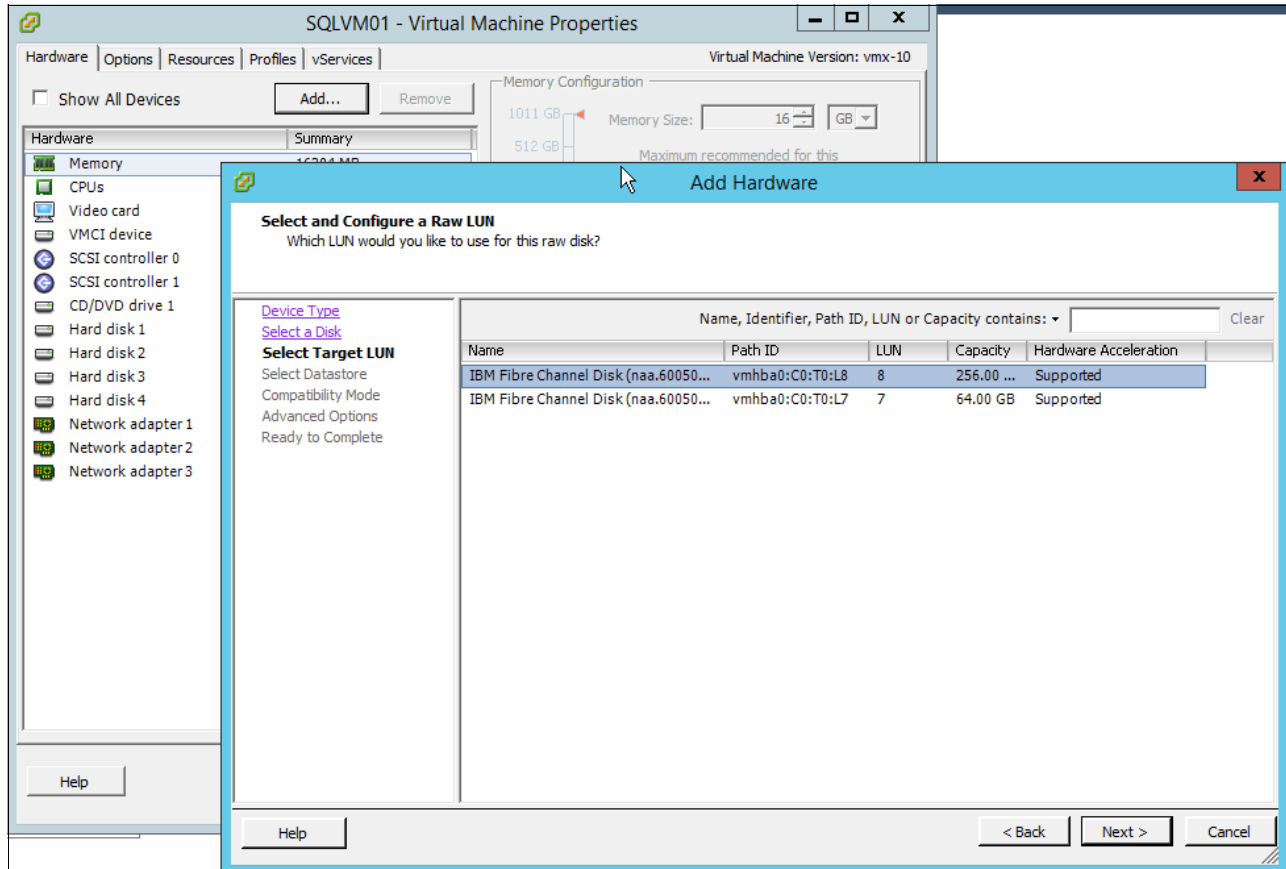 SQLVM01 - Virtual Machine Properties
Hardware Options Resources Profiles vServices Virtual Machine Version: vmx-10
Show All Devices Add... Remove
Memory Configuration
1011 GB Memory Size: 16 GB
512 GB
Maximum recommended for this
Hardware Summary
Memory 16384 MB
CPUs
Video card
VMCI device
SCSI controller 0
SCSI controller 1
CD/DVD drive 1
Hard disk 1
Hard disk 2
Hard disk 3
Hard disk 4
Network adapter 1
Network adapter 2
Network adapter 3
Help
Add Hardware
x
Select and Configure a Raw LUN
Which LUN would you like to use for this raw disk?
Device Type
Select a Disk
Select Target LUN
Select Datastore
Compatibility Mode
Advanced Options
Ready to Complete
Name, Identifier, Path ID, LUN or Capacity contains: Clear
Name Path ID LUN Capacity Hardware Acceleration
IBM Fibre Channel Disk (naa.60050... vmhba0:C0:T0:L8 8 256.00 ... Supported
IBM Fibre Channel Disk (naa.60050... vmhba0:C0:T0:L7 7 64.00 GB Supported
Help < Back Next > Cancel